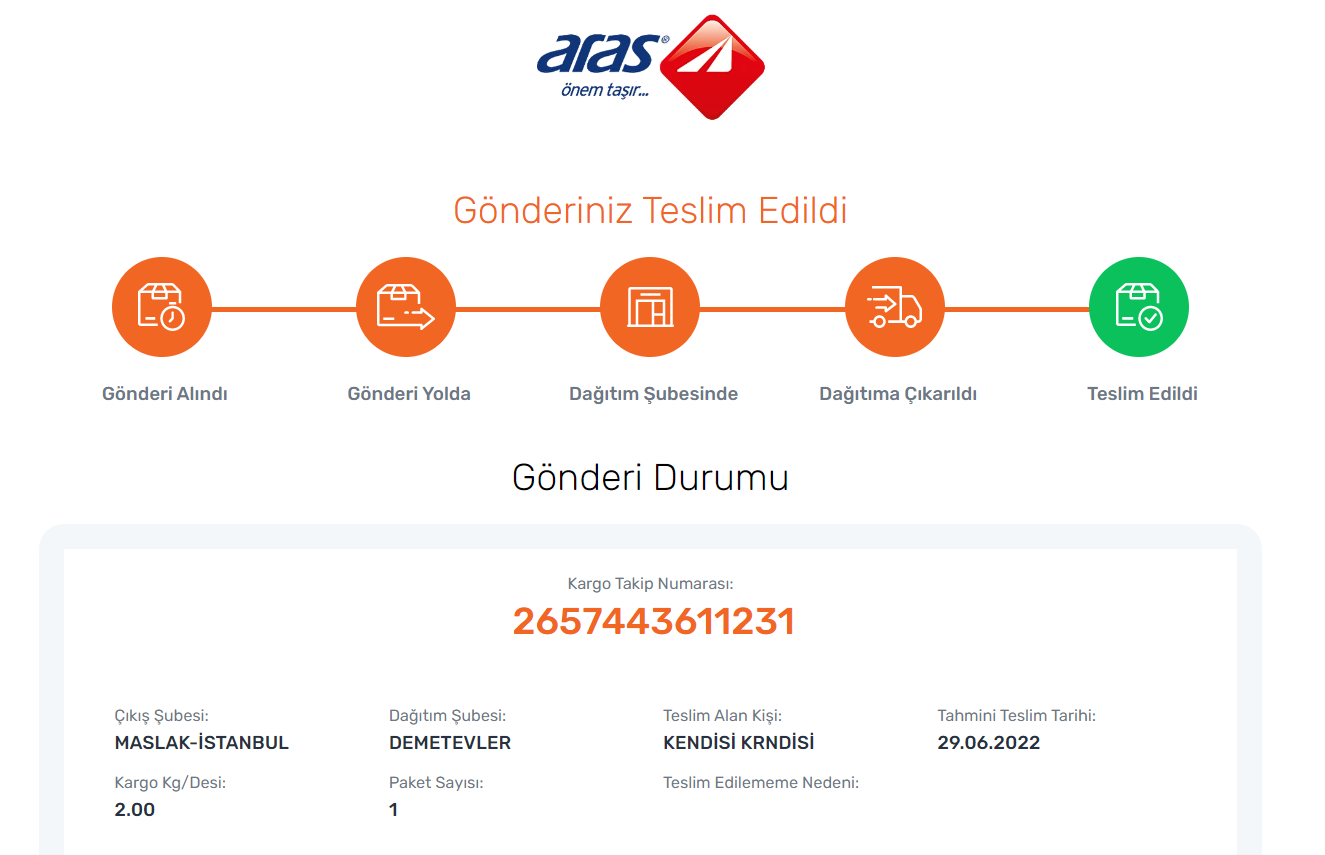 aras®
önem taşır...
Gönderiniz Teslim Edildi
Gönderi Alındı
Gönderi Yolda
Dağıtım Şubesinde
Dağıtıma Çıkarıldı
Teslim Edildi
Gönderi Durumu
Kargo Takip Numarası:
2657443611231
Çıkış Şubesi:
MASLAK-İSTANBUL
Dağıtım Şubesi:
DEMETEVLER
Teslim Alan Kişi:
KENDİSİ KRNDİSİ
Tahmini Teslim Tarihi:
29.06.2022
Kargo Kg/Desi:
2.00
Paket Sayısı:
1
Teslim Edilememe Nedeni: